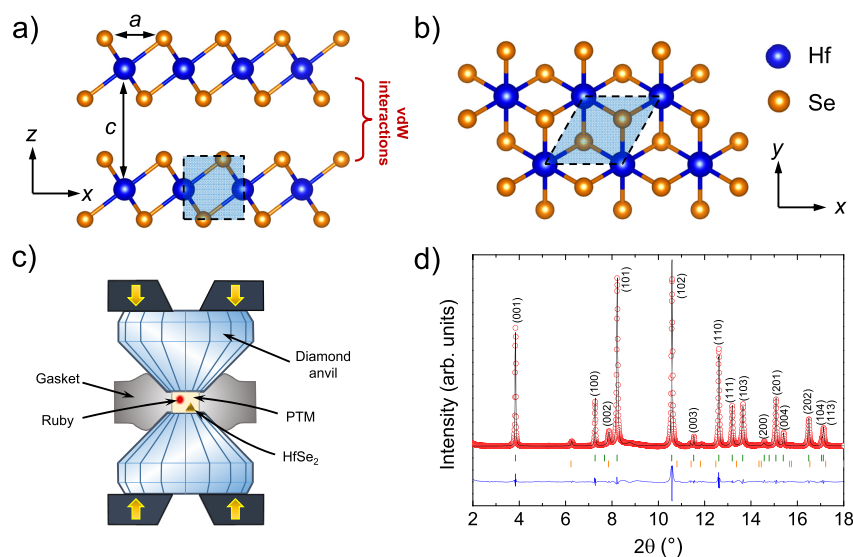 a)
a
c
z
x
vdW
interactions
b)
Hf
Se
y
x
c)
Gasket
Ruby
Diamond
anvil
PTM
HfSe₂
d)
Intensity (arb. units)
(001)
(100)
(002)
(101)
(102)
(003)
(110)
(111)
(103)
(200)
(201)
(004)
(202)
(104)
(113)
2 4 6 8 10 12 14 16 18
2θ (°)